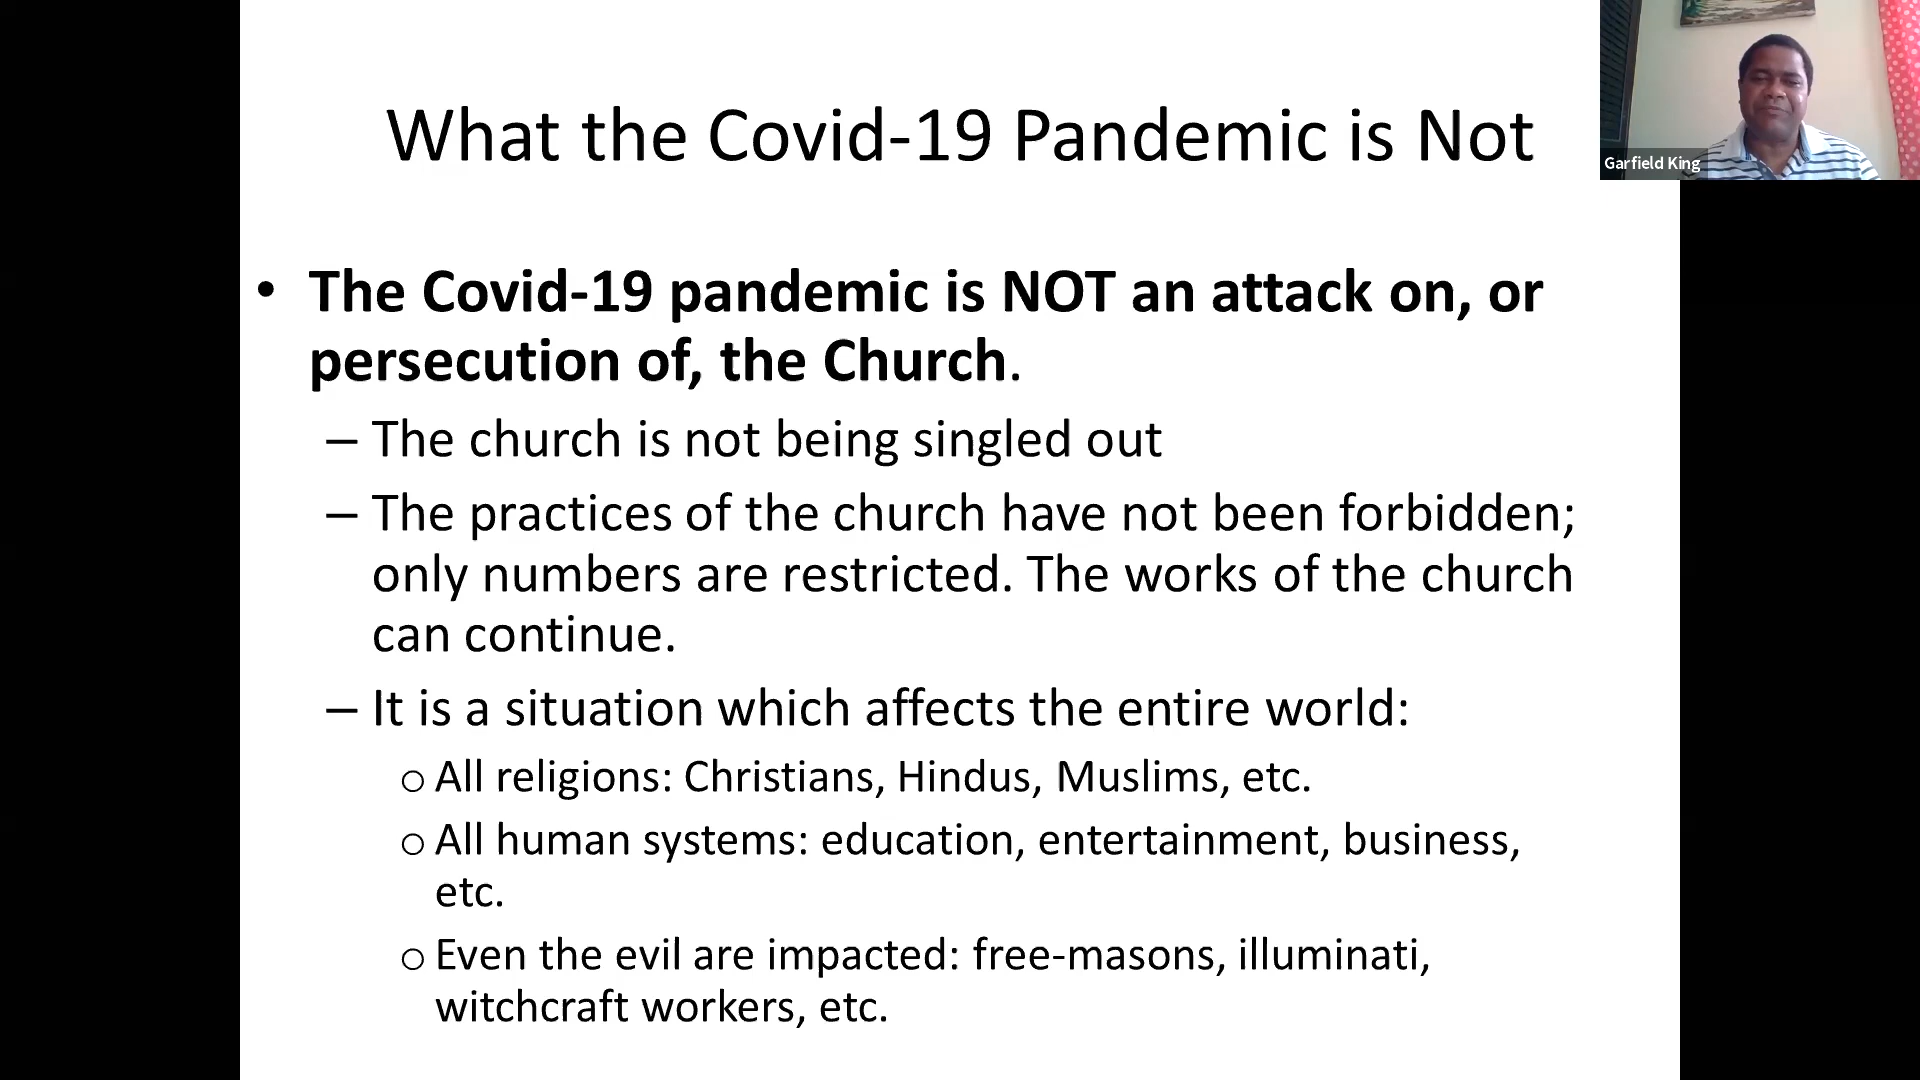 What the Covid-19 Pandemic is Not
Garfield King
• The Covid-19 pandemic is NOT an attack on, or
persecution of, the Church.
– The church is not being singled out
– The practices of the church have not been forbidden;
only numbers are restricted. The works of the church
can continue.
– It is a situation which affects the entire world:
o All religions: Christians, Hindus, Muslims, etc.
o All human systems: education, entertainment, business,
etc.
o Even the evil are impacted: free-masons, illuminati,
witchcraft workers, etc.